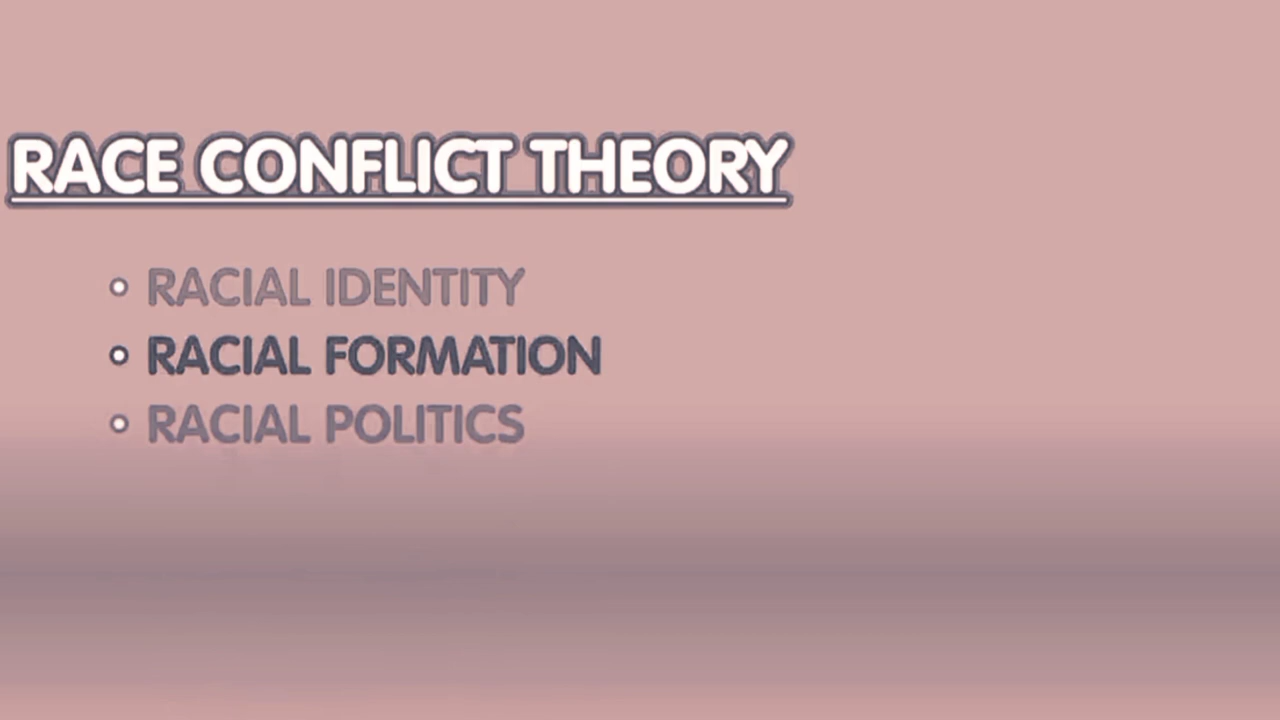 RACE CONFLICT THEORY
RACIAL IDENTITY
RACIAL FORMATION
RACIAL POLITICS